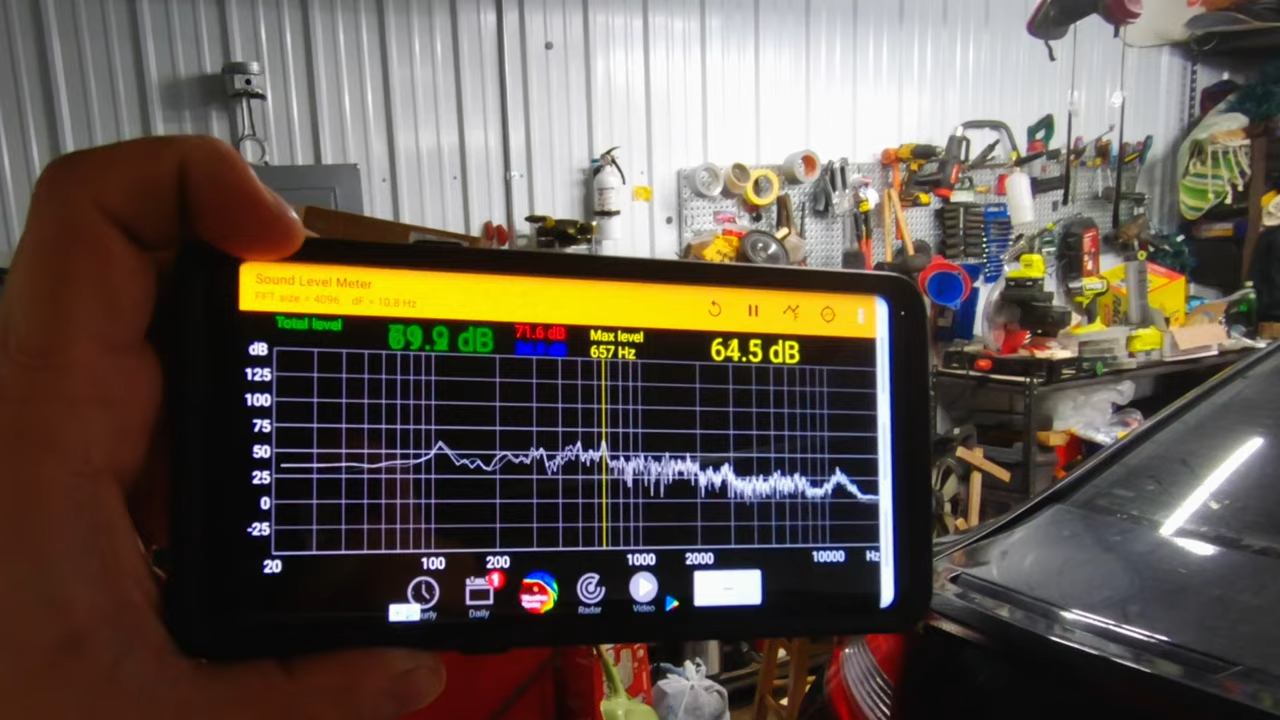 Sound Level Meter
FFT size = 4096 dF = 10.8 Hz
Total level
71.6 dB
Max level
657 Hz
64.5 dB
dB
125
100
75
50
25
0
-25
20 100 200 1000 2000 10000 Hz
1
Daily Radar Video